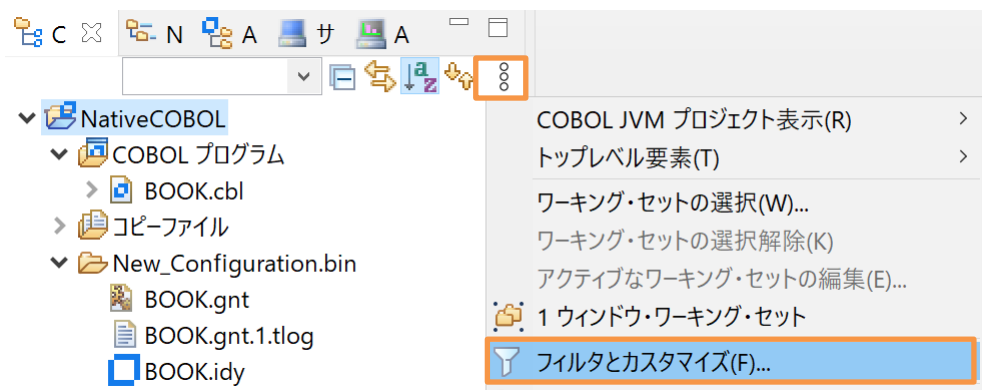 C N A サ A
NativeCOBOL
COBOL プログラム
BOOK.cbl
コピーファイル
New_Configuration.bin
BOOK.gnt
BOOK.gnt.1.tlog
BOOK.idy
COBOL JVM プロジェクト表示(R)
トップレベル要素(T)
ワーキング・セットの選択(W)...
ワーキング・セットの選択解除(K)
アクティブなワーキング・セットの編集(E)...
1 ウィンドウ・ワーキング・セット
フィルタとカスタマイズ(F)...